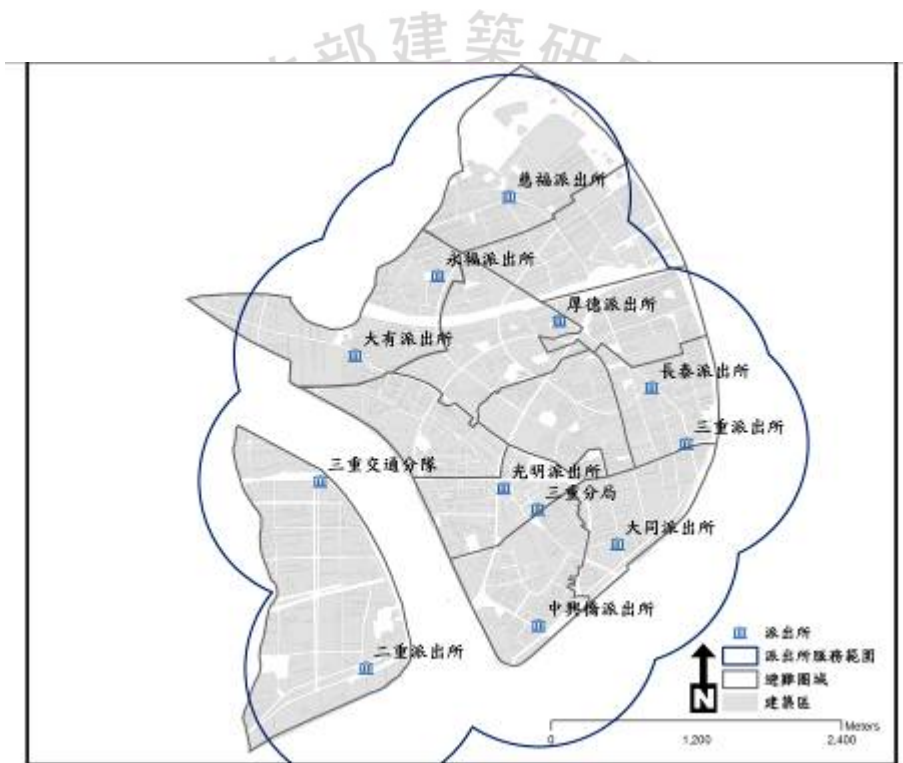 部建築研
慈福派出所
永福派出所
厚德派出所
大有派出所
長泰派出所
三重派出所
三重交通分隊
光明派出所
三重分局
大同派出所
中興橋派出所
二重派出所
派出所
派出所服務範圍
避難圈域
建築區
N
Meters
0
1,200
2,400